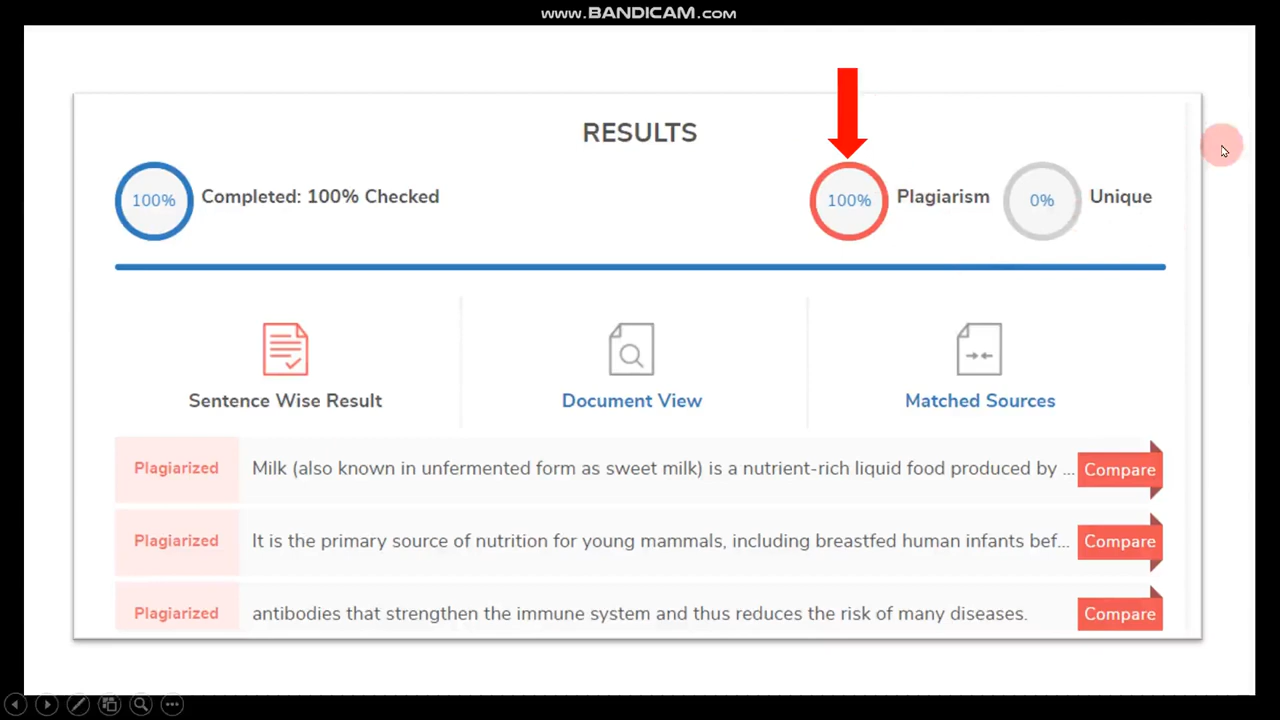 www.BANDICAM.com
RESULTS
100% Completed: 100% Checked 100% Plagiarism 0% Unique
Sentence Wise Result Document View Matched Sources
Plagiarized Milk (also known in unfermented form as sweet milk) is a nutrient-rich liquid food produced by ... Compare
Plagiarized It is the primary source of nutrition for young mammals, including breastfed human infants bef... Compare
Plagiarized antibodies that strengthen the immune system and thus reduces the risk of many diseases. Compare